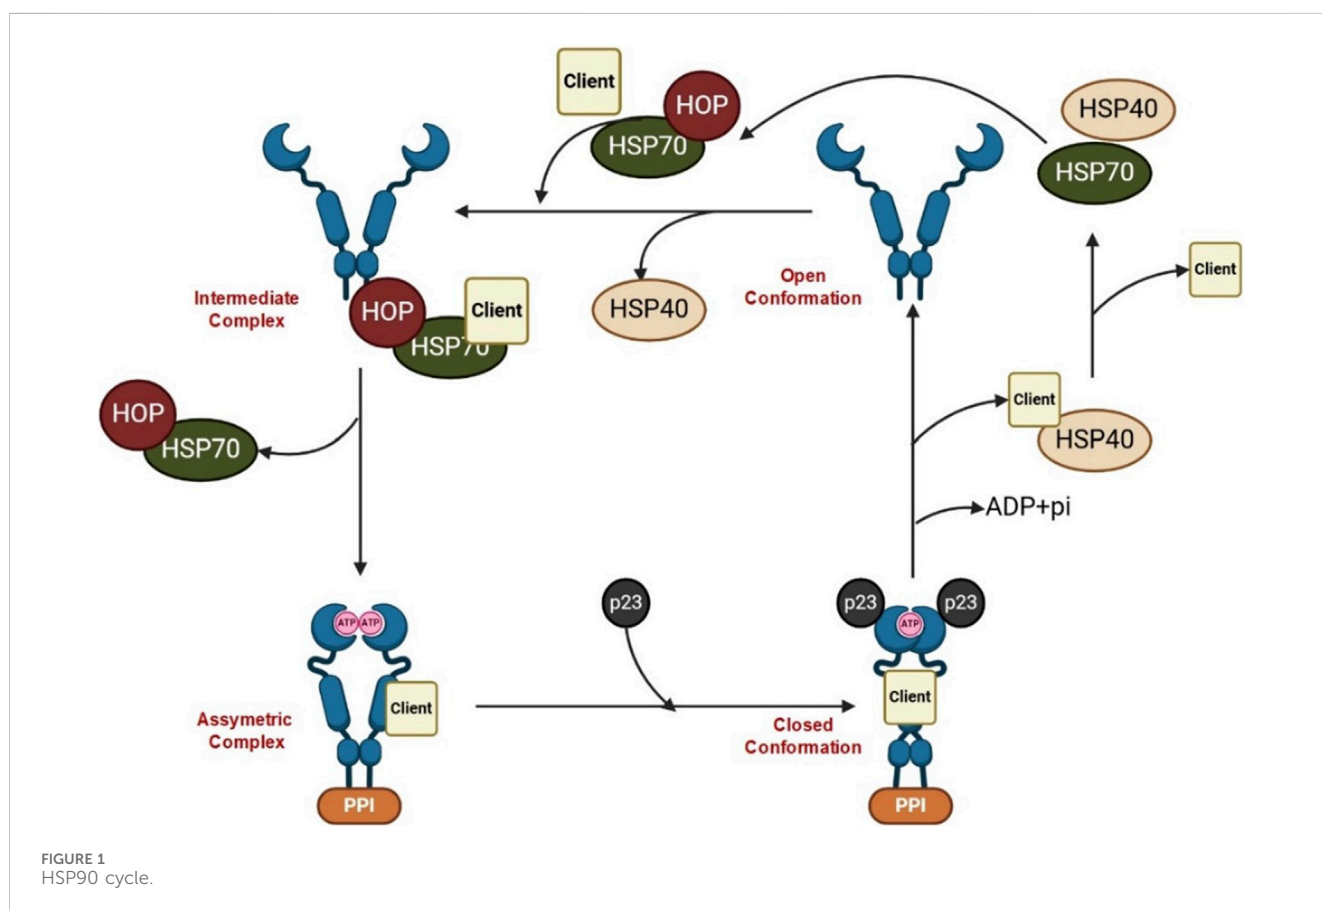 Client
HOP
HSP70
HSP40
HSP70
Client
Open
Conformation
HSP40
Intermediate
Complex
HOP
Client
HSP70
HOP
HSP70
Client
HSP40
ADP+pi
ATP
ATP
Client
Assymetric
Complex
PPI
p23
p23
p23
ATP
Client
Closed
Conformation
PPI
FIGURE 1
HSP90 cycle.